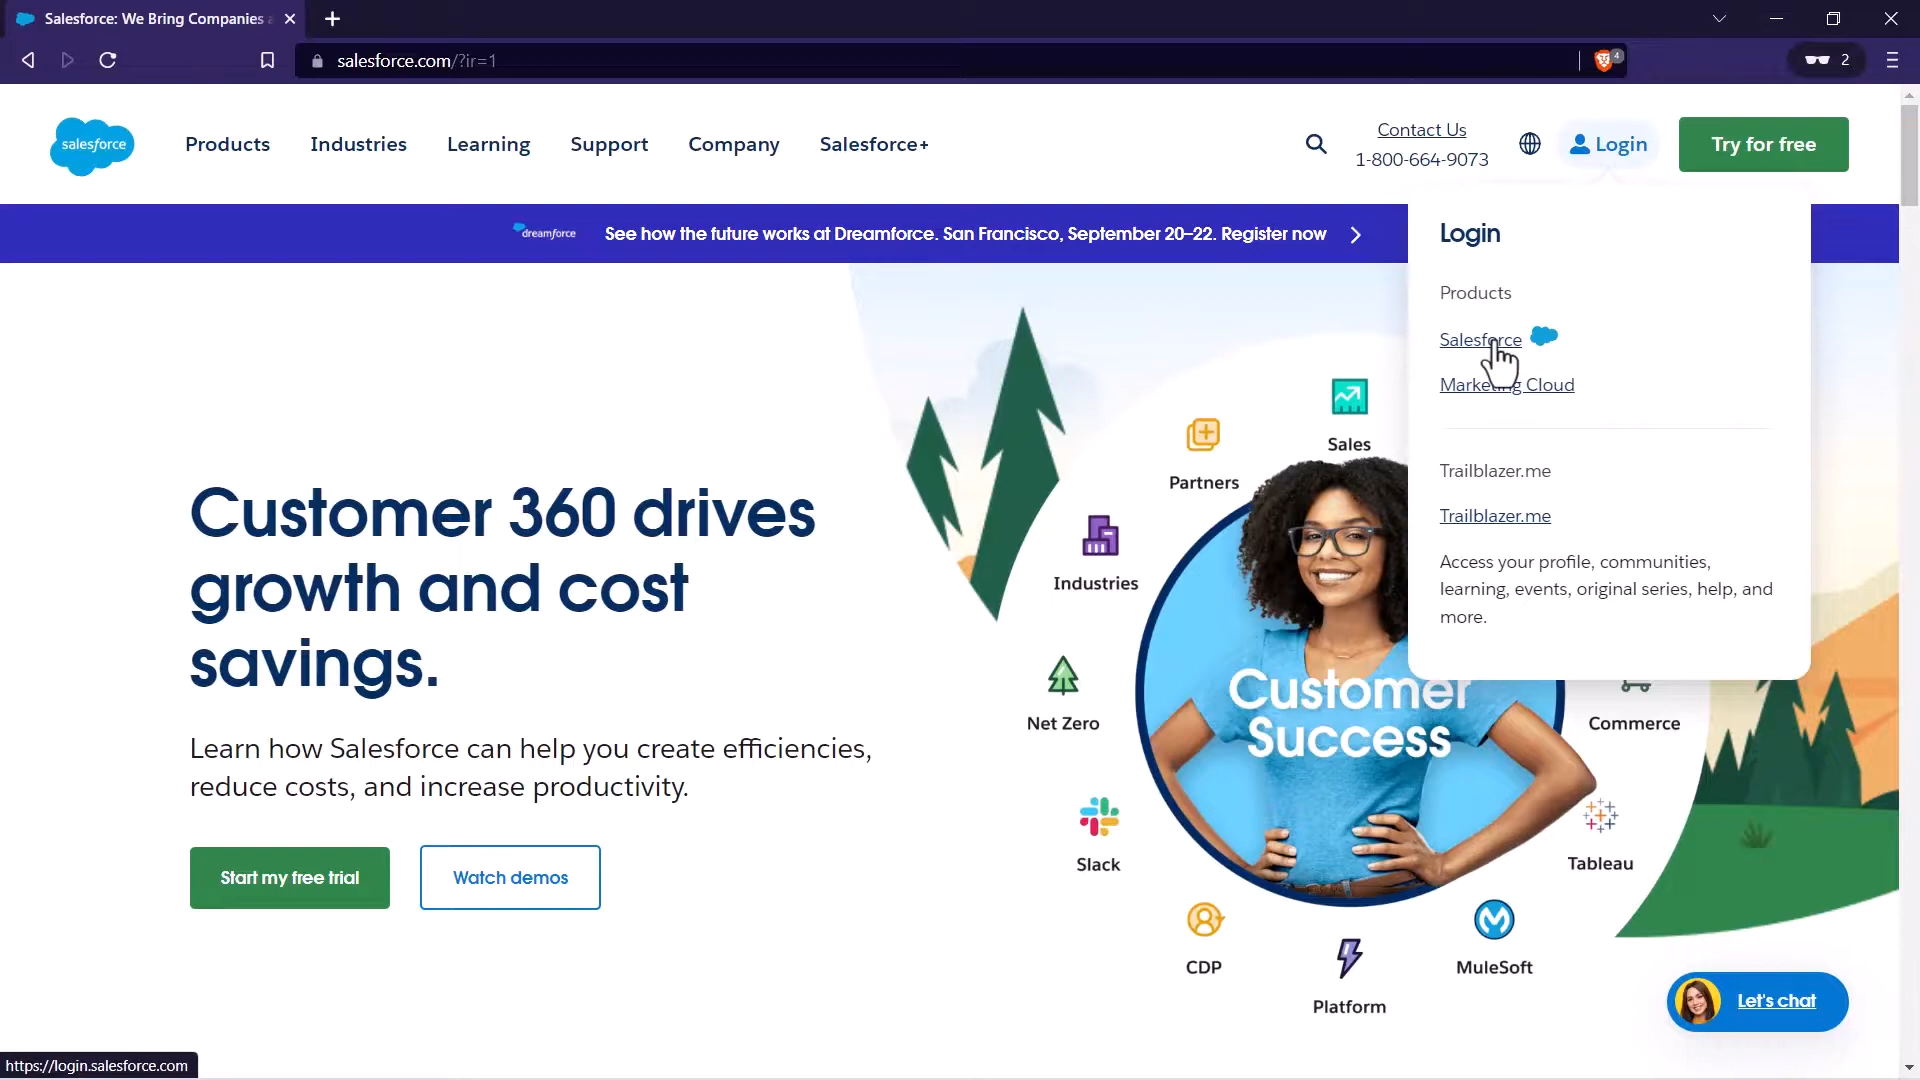 Salesforce: We Bring Companies a
salesforce.com/?ir=1
4
2
salesforce
Products
Industries
Learning
Support
Company
Salesforce+
Contact Us
1-800-664-9073
Login
Try for free
dreamforce
See how the future works at Dreamforce. San Francisco, September 20–22. Register now
Login
Products
Salesforce
Marketing Cloud
Trailblazer.me
Trailblazer.me
Access your profile, communities,
learning, events, original series, help, and
more.
Customer 360 drives
growth and cost
savings.
Learn how Salesforce can help you create efficiencies,
reduce costs, and increase productivity.
Start my free trial
Watch demos
Sales
Partners
Industries
Net Zero
Slack
CDP
Platform
MuleSoft
Tableau
Commerce
Customer
Success
Let's chat
https://login.salesforce.com